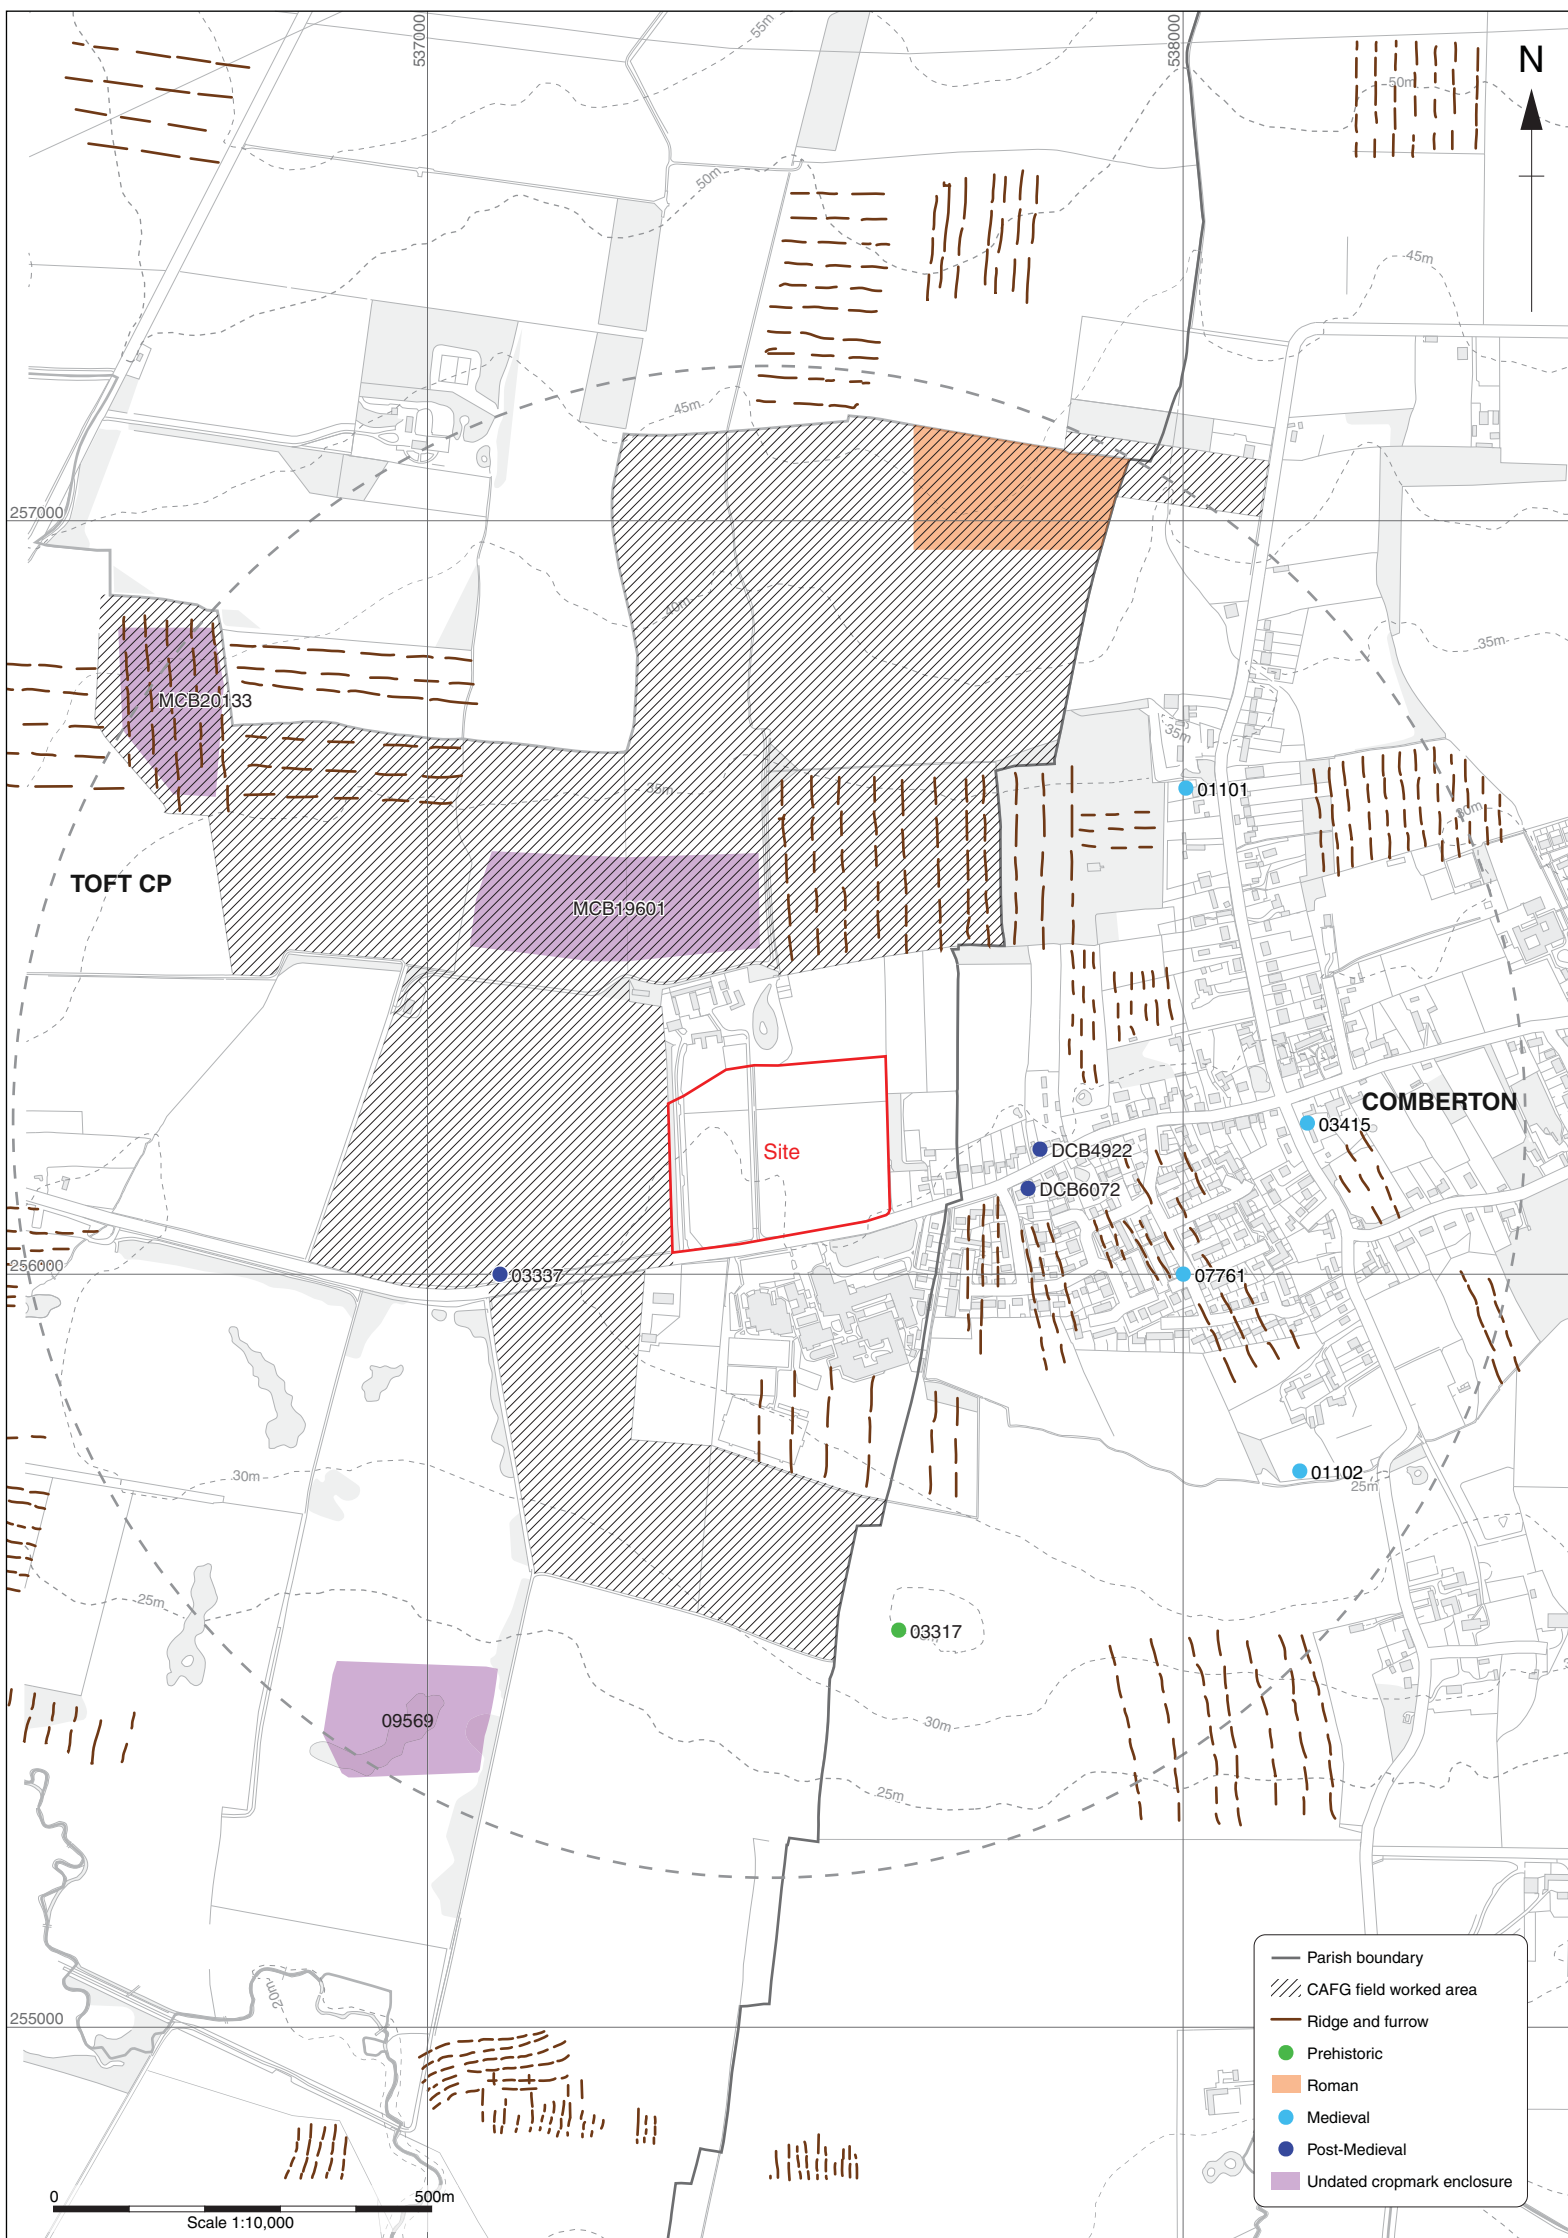 537000
538000
55m
N
50m
50m
45m
45m
257000
40m
MCB20133
35m
35m
35m
01101
30m
TOFT CP
MCB19601
COMBERTON
03415
Site
DCB4922
DCB6072
256000
03337
07761
30m
01102
25m
25m
03317
09569
30m
25m
20m
255000
Parish boundary
CAFG field worked area
Ridge and furrow
Prehistoric
Roman
Medieval
Post-Medieval
Undated cropmark enclosure
0
500m
Scale 1:10,000